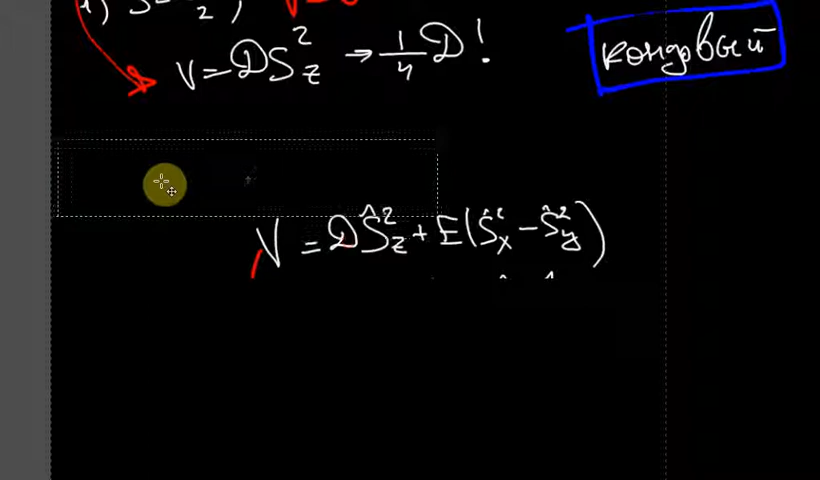 V = DS_z^2 → 1/4 D!
кондовый
V = DŜ_z^2 + E(Ŝ_x^2 − Ŝ_y^2)